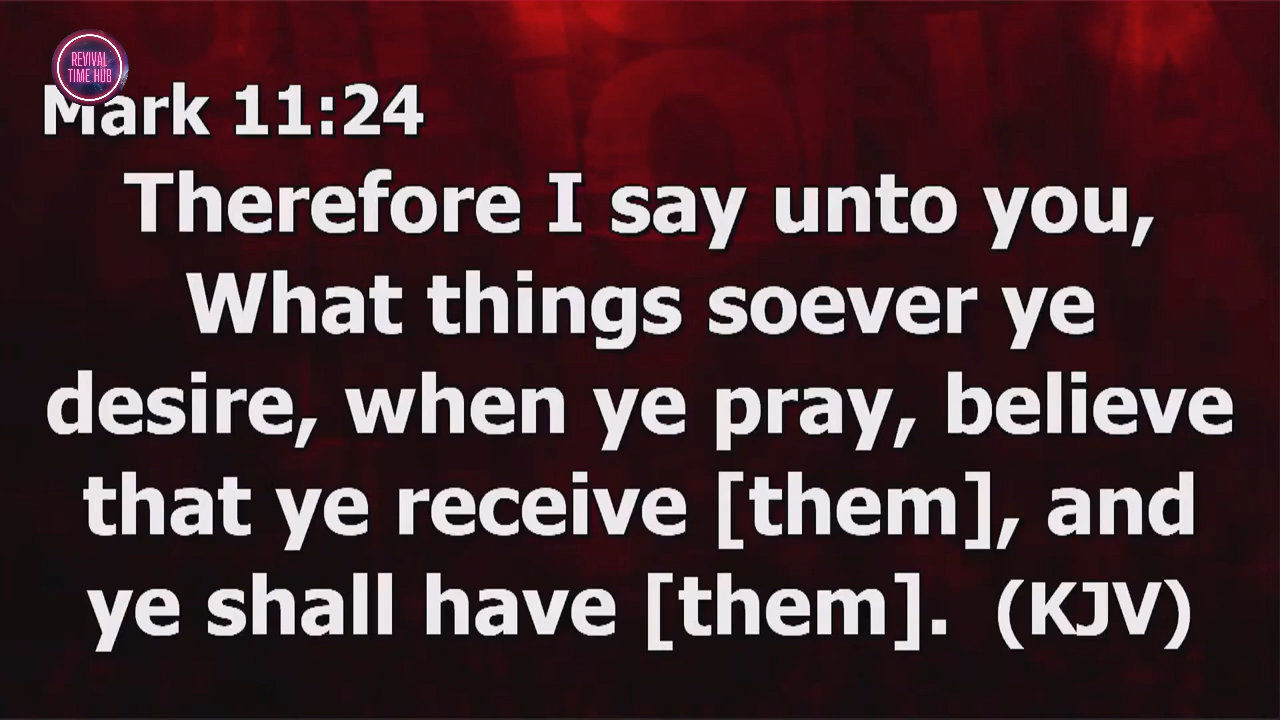 REVIVAL
TIME HUB
Mark 11:24
Therefore I say unto you,
What things soever ye
desire, when ye pray, believe
that ye receive [them], and
ye shall have [them]. (KJV)